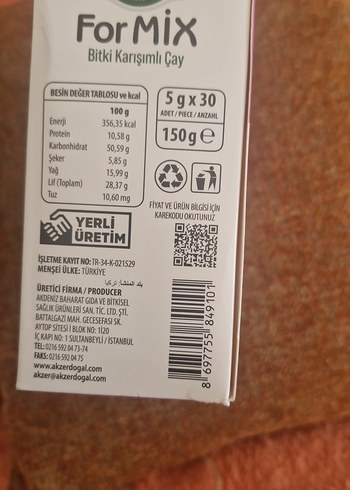 For MİX
Bitki Karışımlı Çay
BESİN DEĞER TABLOSU ve kcal
100 g
Enerji 356,35 kcal
Protein 10,58 g
Karbonhidrat 50,59 g
Şeker 5,85 g
Yağ 15,99 g
Lif (Toplam) 28,37 g
Tuz 10,60 mg
5 g x 30
ADET / PIECE / ANZAHL
150g e
FİYAT VE ÜRÜN BİLGİSİ İÇİN
KAREKODU OKUTUNUZ
YERLİ
ÜRETİM
İŞLETME KAYIT NO: TR-34-K-021529
MENŞEİ ÜLKE: TÜRKİYE
بلد المنشأ: تركيا
ÜRETİCİ FİRMA / PRODUCER
AKDENİZ BAHARAT GIDA VE BİTKİSEL
SAĞLIK ÜRÜNLERİ SAN. TİC. LTD. ŞTİ.
BATTALGAZİ MAH. GECESEFASI SK.
AYTOP SİTESİ İ BLOK NO: 1İ20
İÇ KAPI NO: 1 SULTANBEYLİ / İSTANBUL
TEL: 0216 592 04 73-74
FAKS: 0216 592 04 75
www.akzerdogal.com
akzer@akzerdogal.com
8 697755 849101